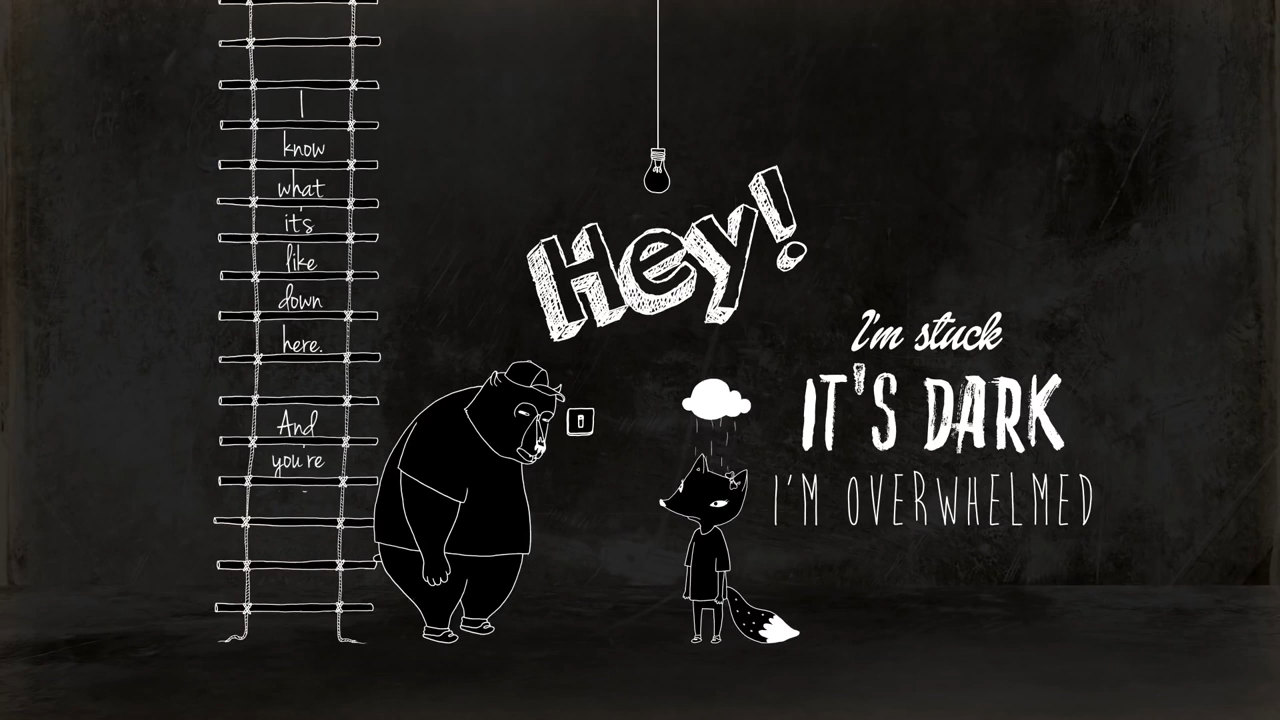 I
know
what
it's
like
down
here.
And
you're
Hey!
I'm stuck
IT'S DARK
I'M OVERWHELMED